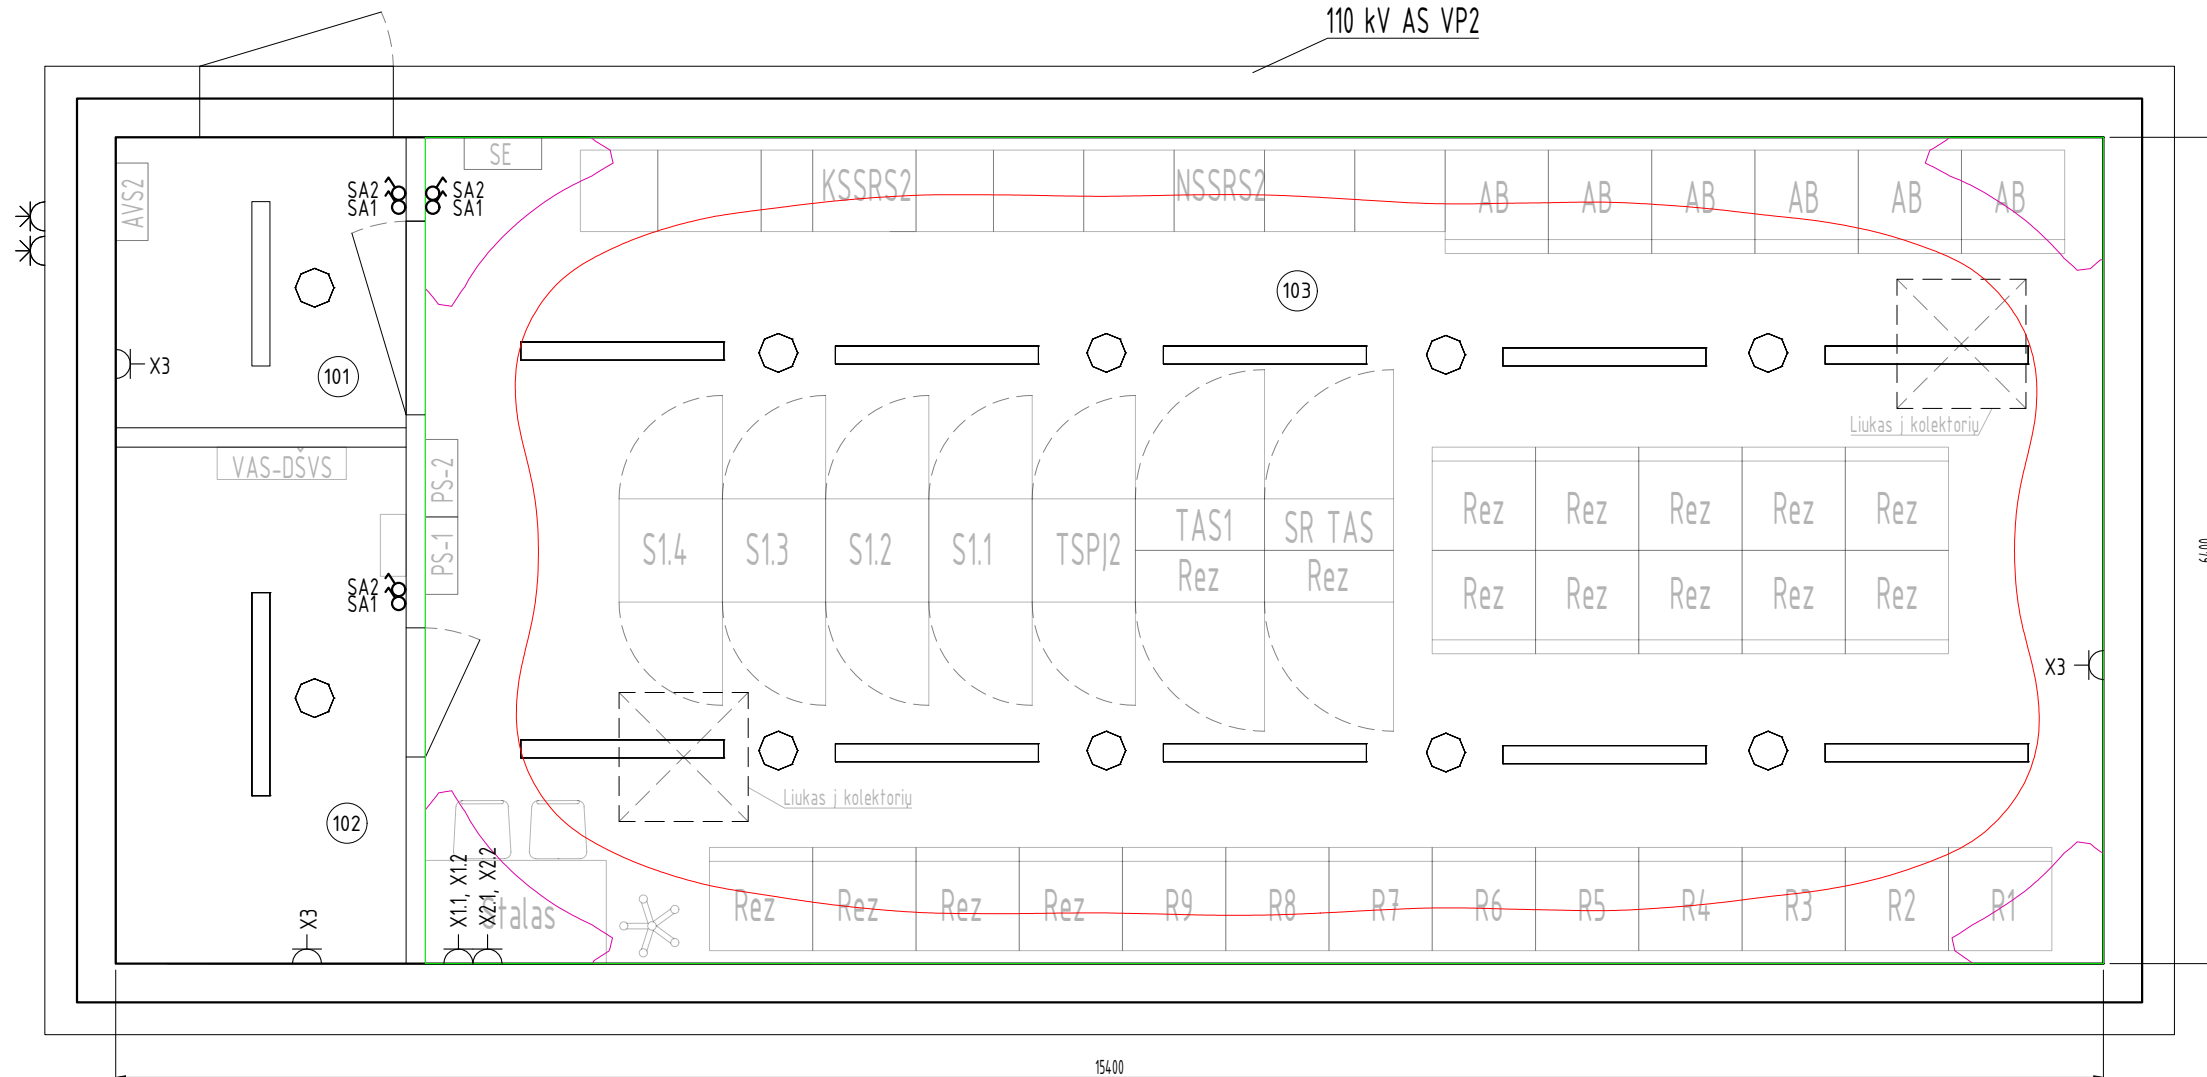 110 kV AS VP2
SE
AVS2
SA2
SA1
SA2
SA1
KSSRS2
NSSRS2
AB
AB
AB
AB
AB
AB
103
X3
101
Liukas į kolektorių
VAS-DŠVS
PS-2
PS-1
S1.4
S1.3
S1.2
S1.1
TSPĮ2
TAS1
Rez
SR TAS
Rez
Rez
Rez
Rez
Rez
Rez
Rez
Rez
Rez
Rez
Rez
6400
SA2
SA1
X3
Liukas į kolektorių
102
X3
X1.1, X1.2
X2.1, X2.2
Stalas
Rez
Rez
Rez
Rez
R9
R8
R7
R6
R5
R4
R3
R2
R1
15400